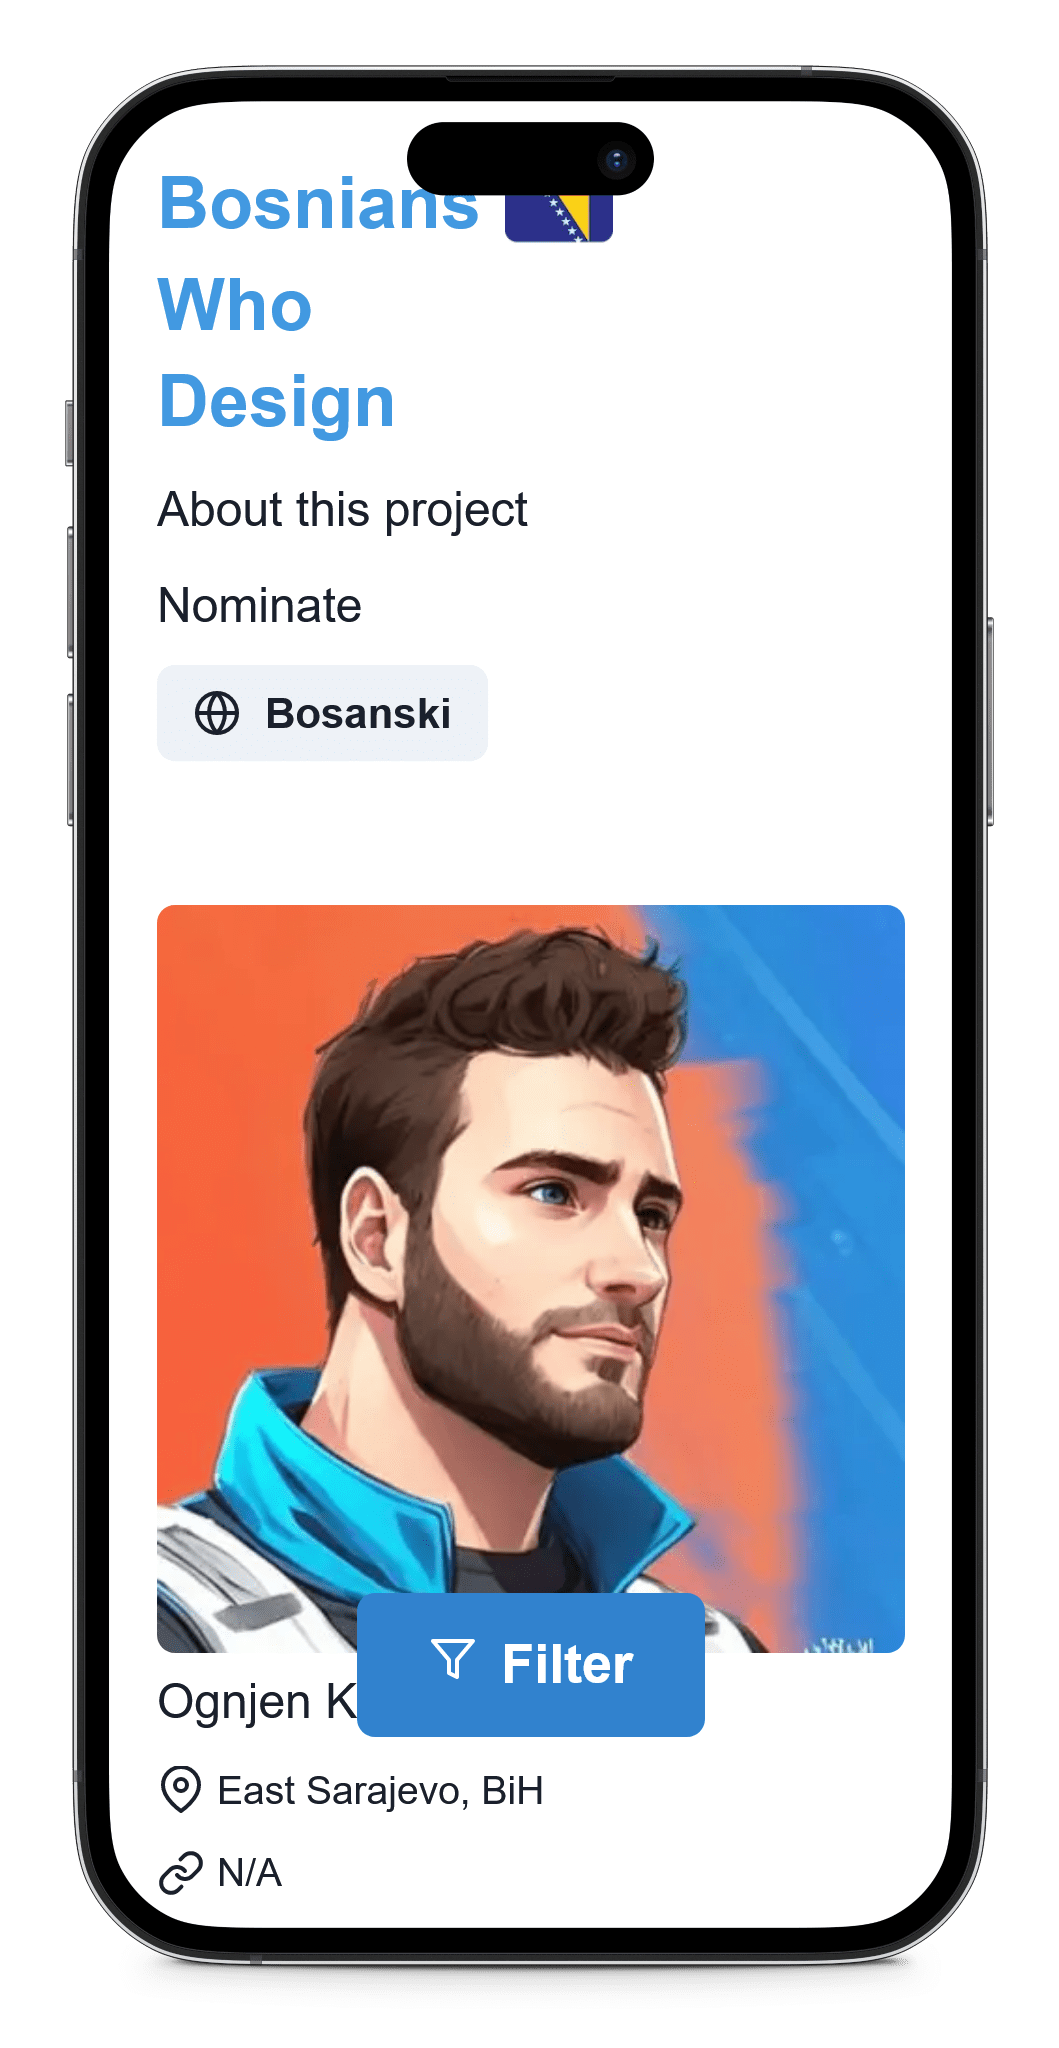 Bosnians
Who
Design
About this project
Nominate
Bosanski
Filter
Ognjen K
East Sarajevo, BiH
N/A